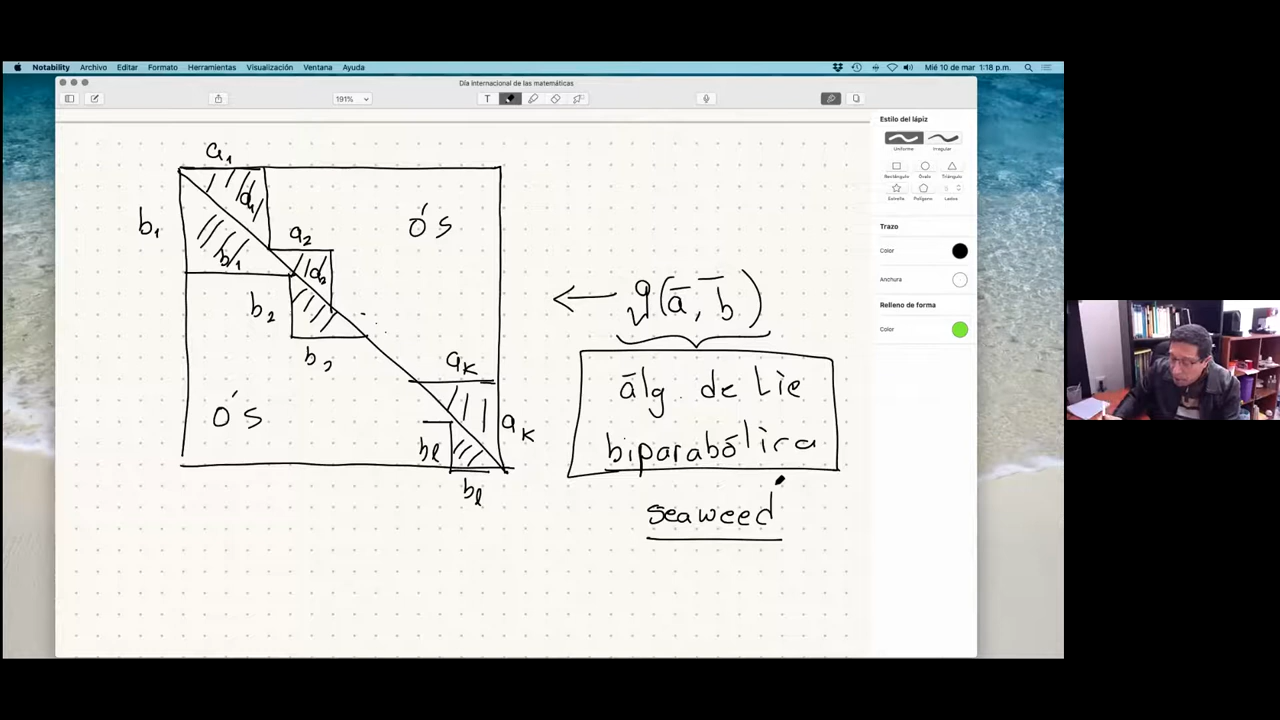 Notability Archivo Editar Formato Herramientas Visualización Ventana Ayuda Mié 10 de mar 1:18 p.m.
Día internacional de las matemáticas
191% T
Estilo del lápiz
Uniforme Irregular
Rectángulo Óvalo Triángulo
Estrella Polígono 5 Lados
Trazo
Color
Anchura
Relleno de forma
Color
a₁
a₁
b₁
b₁
a₂
b₂
b₂
0's
0's
aₖ
aₖ
bₗ
bₗ
← q(ā, b̄)
álg. de Lie
biparabólica
seaweed